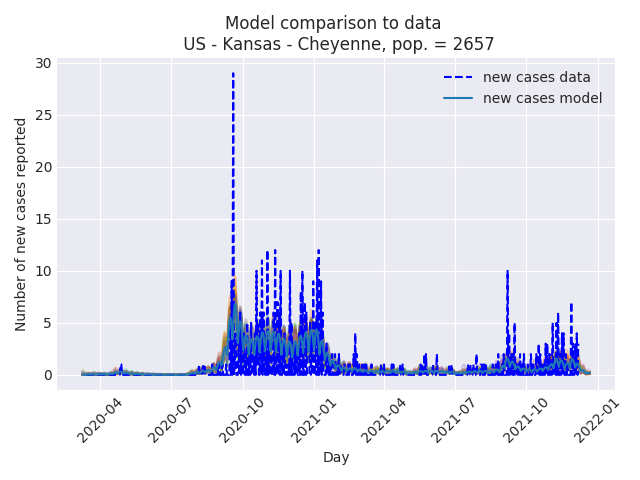 Model comparison to data
US - Kansas - Cheyenne, pop. = 2657
new cases data
new cases model
Number of new cases reported
30
25
20
15
10
5
0
2020-04
2020-07
2020-10
2021-01
2021-04
2021-07
2021-10
2022-01
Day